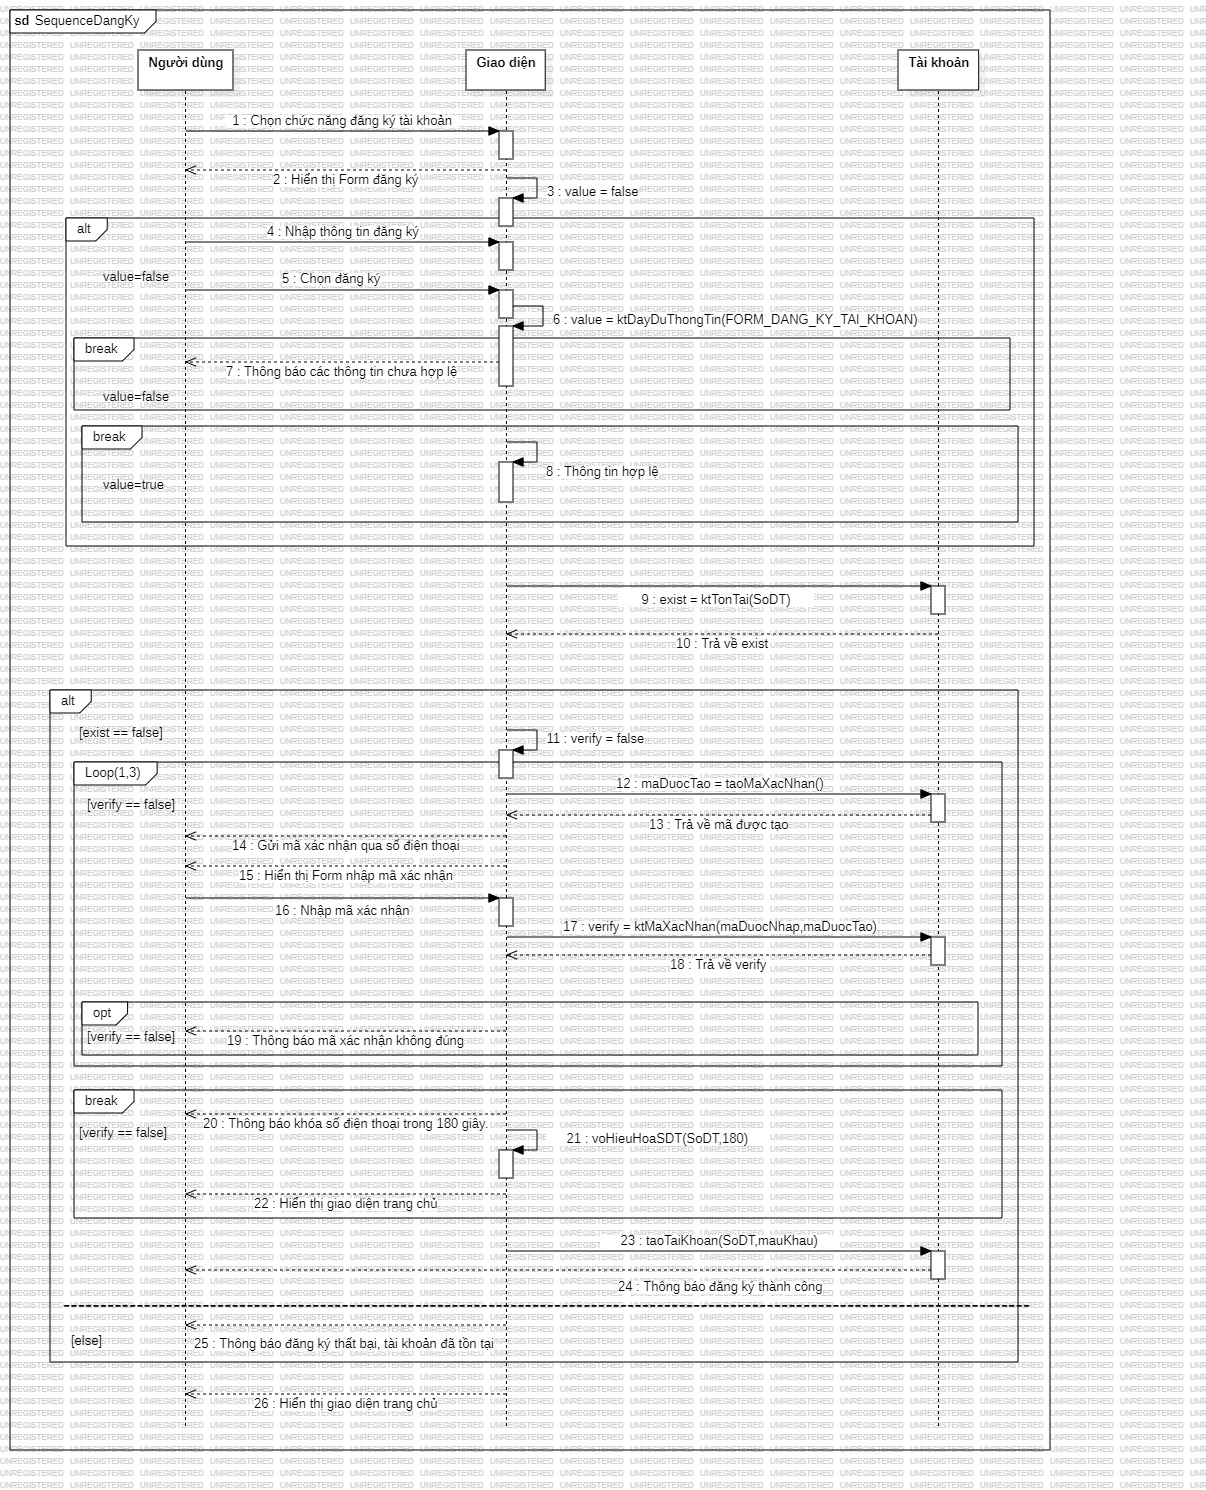 sd SequenceDangKy
Người dùng
Giao diện
Tài khoản
1 : Chọn chức năng đăng ký tài khoản
2 : Hiển thị Form đăng ký
3 : value = false
alt
4 : Nhập thông tin đăng ký
value=false
5 : Chọn đăng ký
6 : value = ktDayDuThongTin(FORM_DANG_KY_TAI_KHOAN)
break
7 : Thông báo các thông tin chưa hợp lệ
value=false
break
8 : Thông tin hợp lệ
value=true
9 : exist = ktTonTai(SoDT)
10 : Trả về exist
alt
[exist == false]
11 : verify = false
Loop(1,3)
12 : maDuocTao = taoMaXacNhan()
[verify == false]
13 : Trả về mã được tạo
14 : Gửi mã xác nhận qua số điện thoại
15 : Hiển thị Form nhập mã xác nhận
16 : Nhập mã xác nhận
17 : verify = ktMaXacNhan(maDuocNhap,maDuocTao)
18 : Trả về verify
opt
[verify == false]
19 : Thông báo mã xác nhận không đúng
break
20 : Thông báo khóa số điện thoại trong 180 giây.
[verify == false]
21 : voHieuHoaSDT(SoDT,180)
22 : Hiển thị giao diện trang chủ
23 : taoTaiKhoan(SoDT,mauKhau)
24 : Thông báo đăng ký thành công
[else]
25 : Thông báo đăng ký thất bại, tài khoản đã tồn tại
26 : Hiển thị giao diện trang chủ
UNREGISTERED